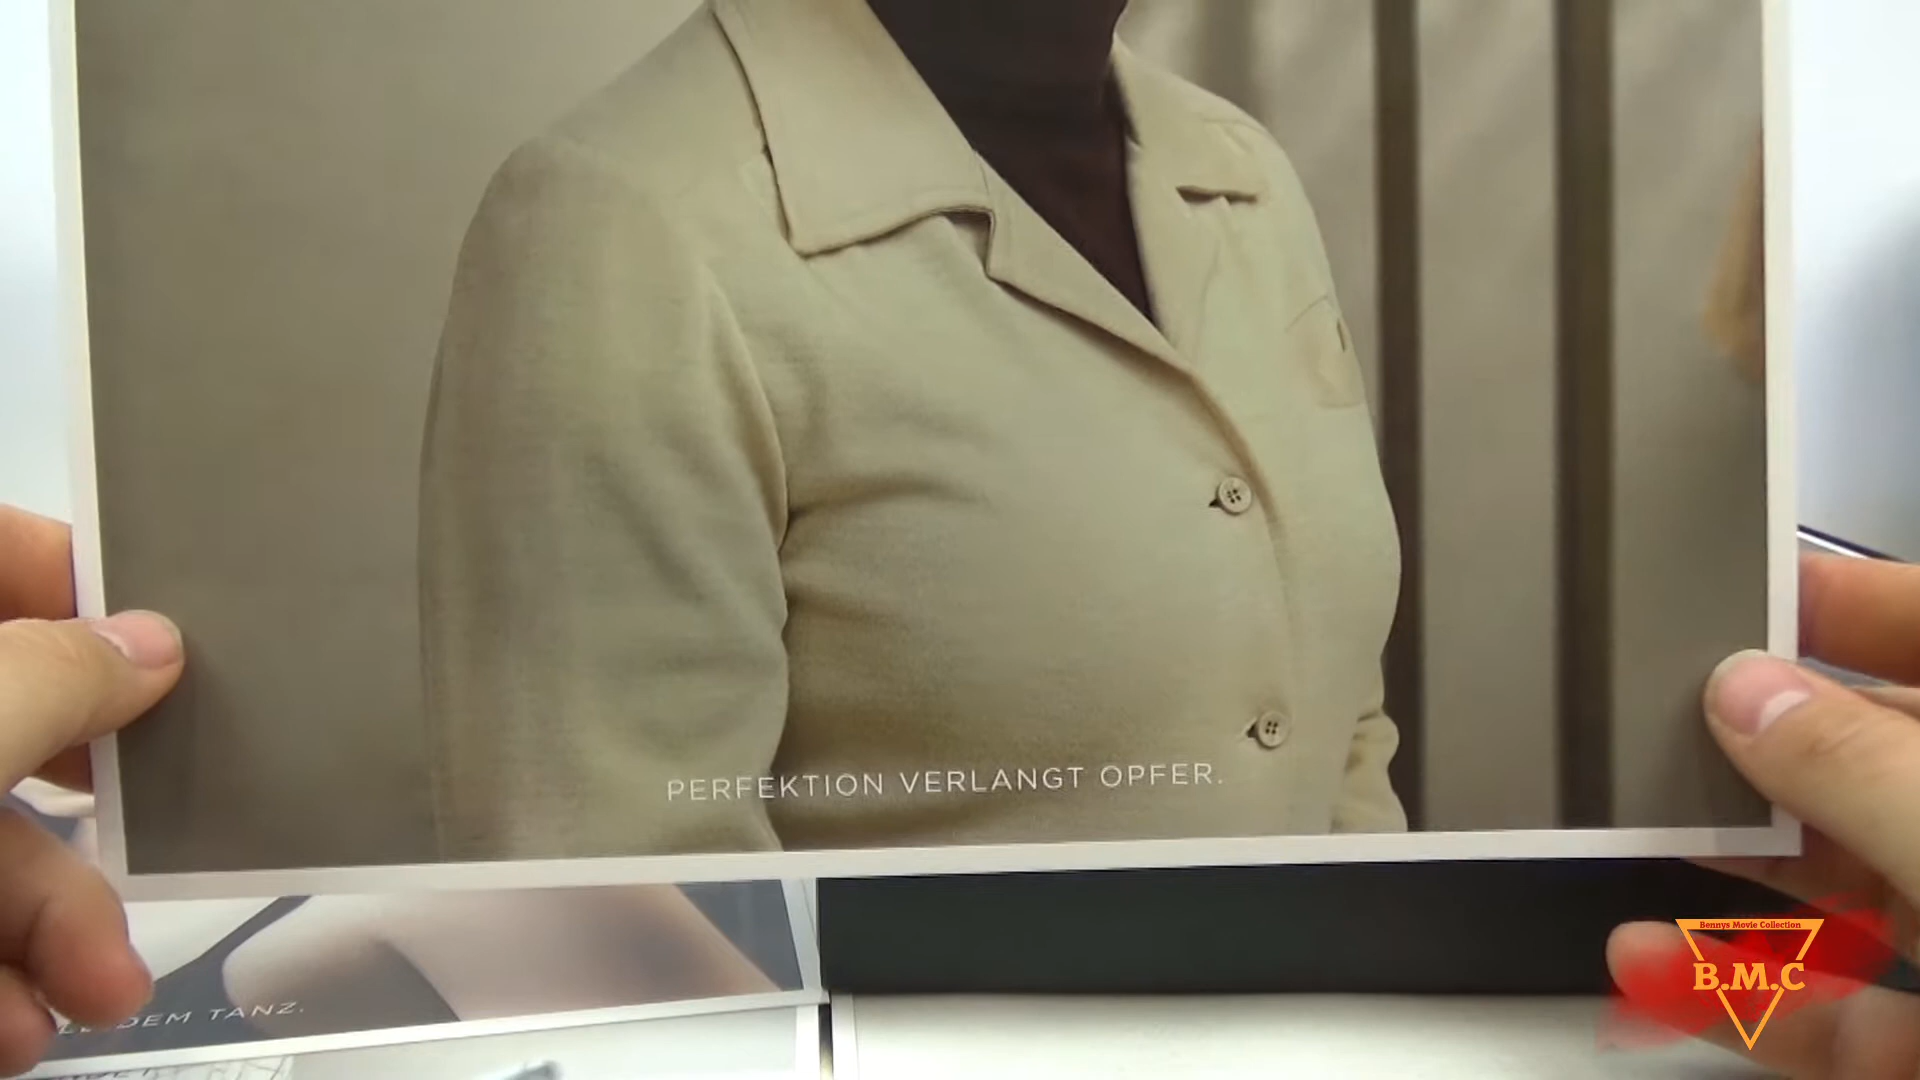 PERFEKTION VERLANGT OPFER.
DEM TANZ.
Bennys Movie Collection
B.M.C